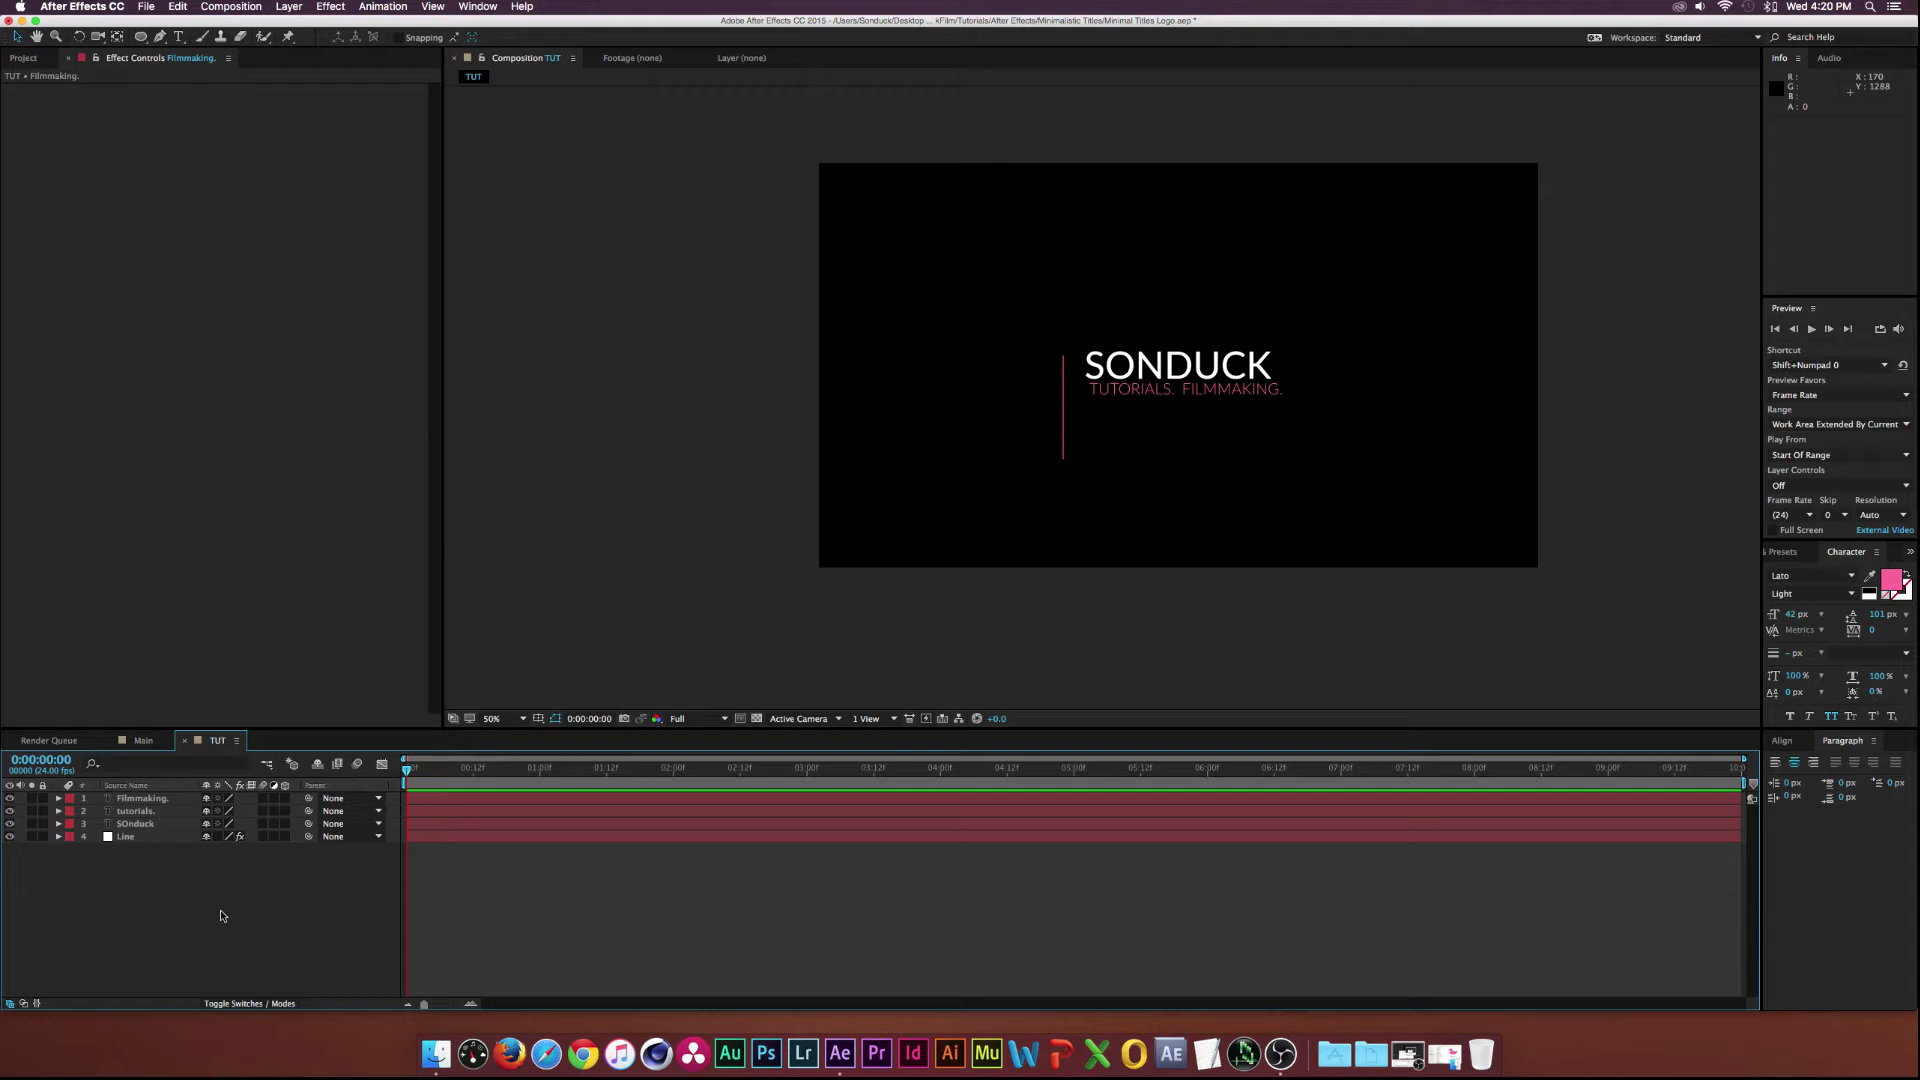 After Effects CC File Edit Composition Layer Effect Animation View Window Help Wed 4:20 PM
Adobe After Effects CC 2015 - /Users/Sonduck/Desktop ... kFilm/Tutorials/After Effects/Minimalistic Titles/Minimal Titles Logo.aep *
Snapping Workspace: Standard Search Help
Project Effect Controls Filmmaking. Composition TUT Footage (none) Layer (none) Info Audio
TUT • Filmmaking. TUT
R : X : 170
G : Y : 1288
B :
A : 0
Preview
Shortcut
Shift+Numpad 0
Preview Favors
Frame Rate
Range
Work Area Extended By Current
Play From
Start Of Range
Layer Controls
Off
Frame Rate Skip Resolution
(24) 0 Auto
Full Screen External Video
SONDUCK
TUTORIALS. FILMMAKING.
Presets Character
Lato
Light
42 px 101 px
Metrics 0
- px
100 % 100 %
0 px 0 %
T T TT Tr T¹ T₁
50% 0:00:00:00 Full Active Camera 1 View +0.0
Render Queue Main TUT Align Paragraph
0:00:00:00
00000 (24.00 fps)
00:12f 01:00f 01:12f 02:00f 02:12f 03:00f 03:12f 04:00f 04:12f 05:00f 05:12f 06:00f 06:12f 07:00f 07:12f 08:00f 08:12f 09:00f 09:12f 10:0
# Source Name Parent
1 Filmmaking. None
2 tutorials. None
3 SOnduck None
4 Line fx None
0 px 0 px 0 px
0 px 0 px
Toggle Switches / Modes
Au Ps Lr Ae Pr Id Ai Mu W P X O AE